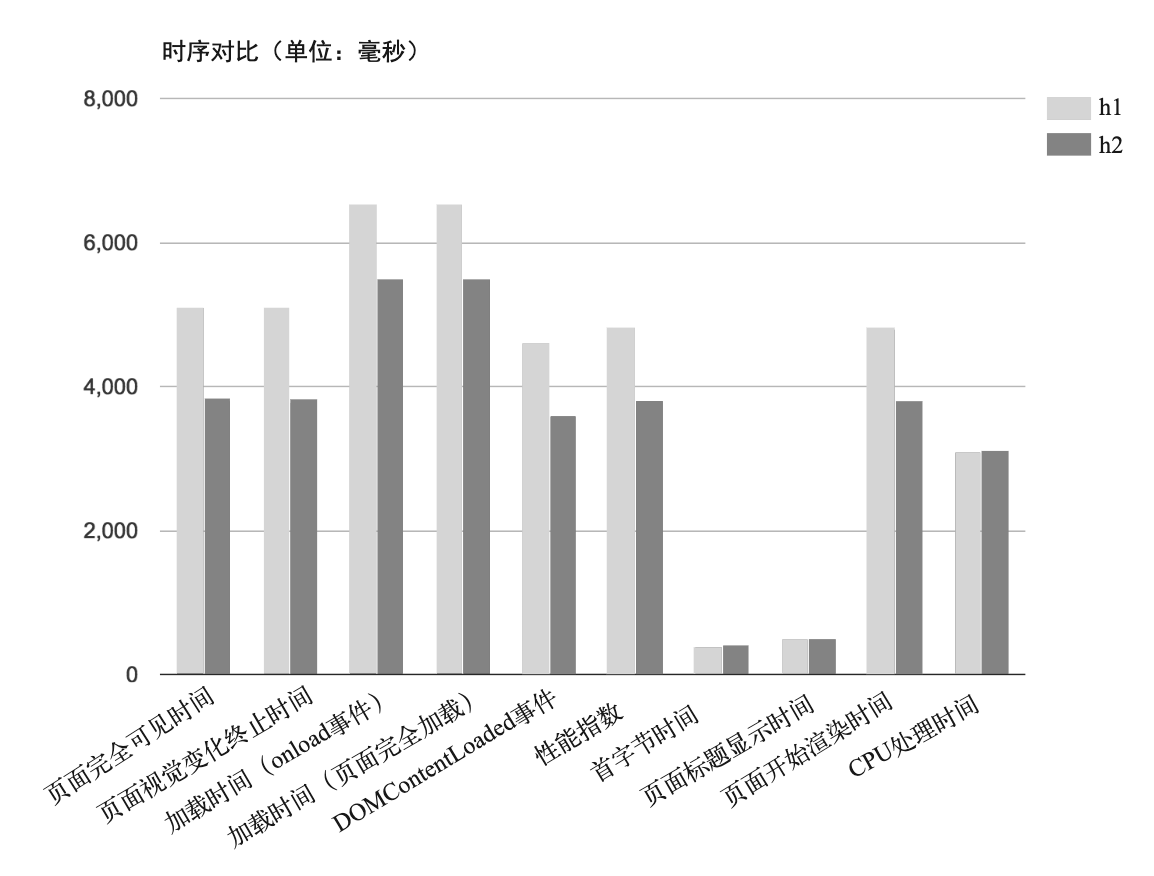 时序对比（单位：毫秒）
8,000
6,000
4,000
2,000
0
h1
h2
页面完全可见时间
页面视觉变化终止时间
加载时间（onload事件）
加载时间（页面完全加载）
DOMContentLoaded事件
性能指数
首字节时间
页面标题显示时间
页面开始渲染时间
CPU处理时间